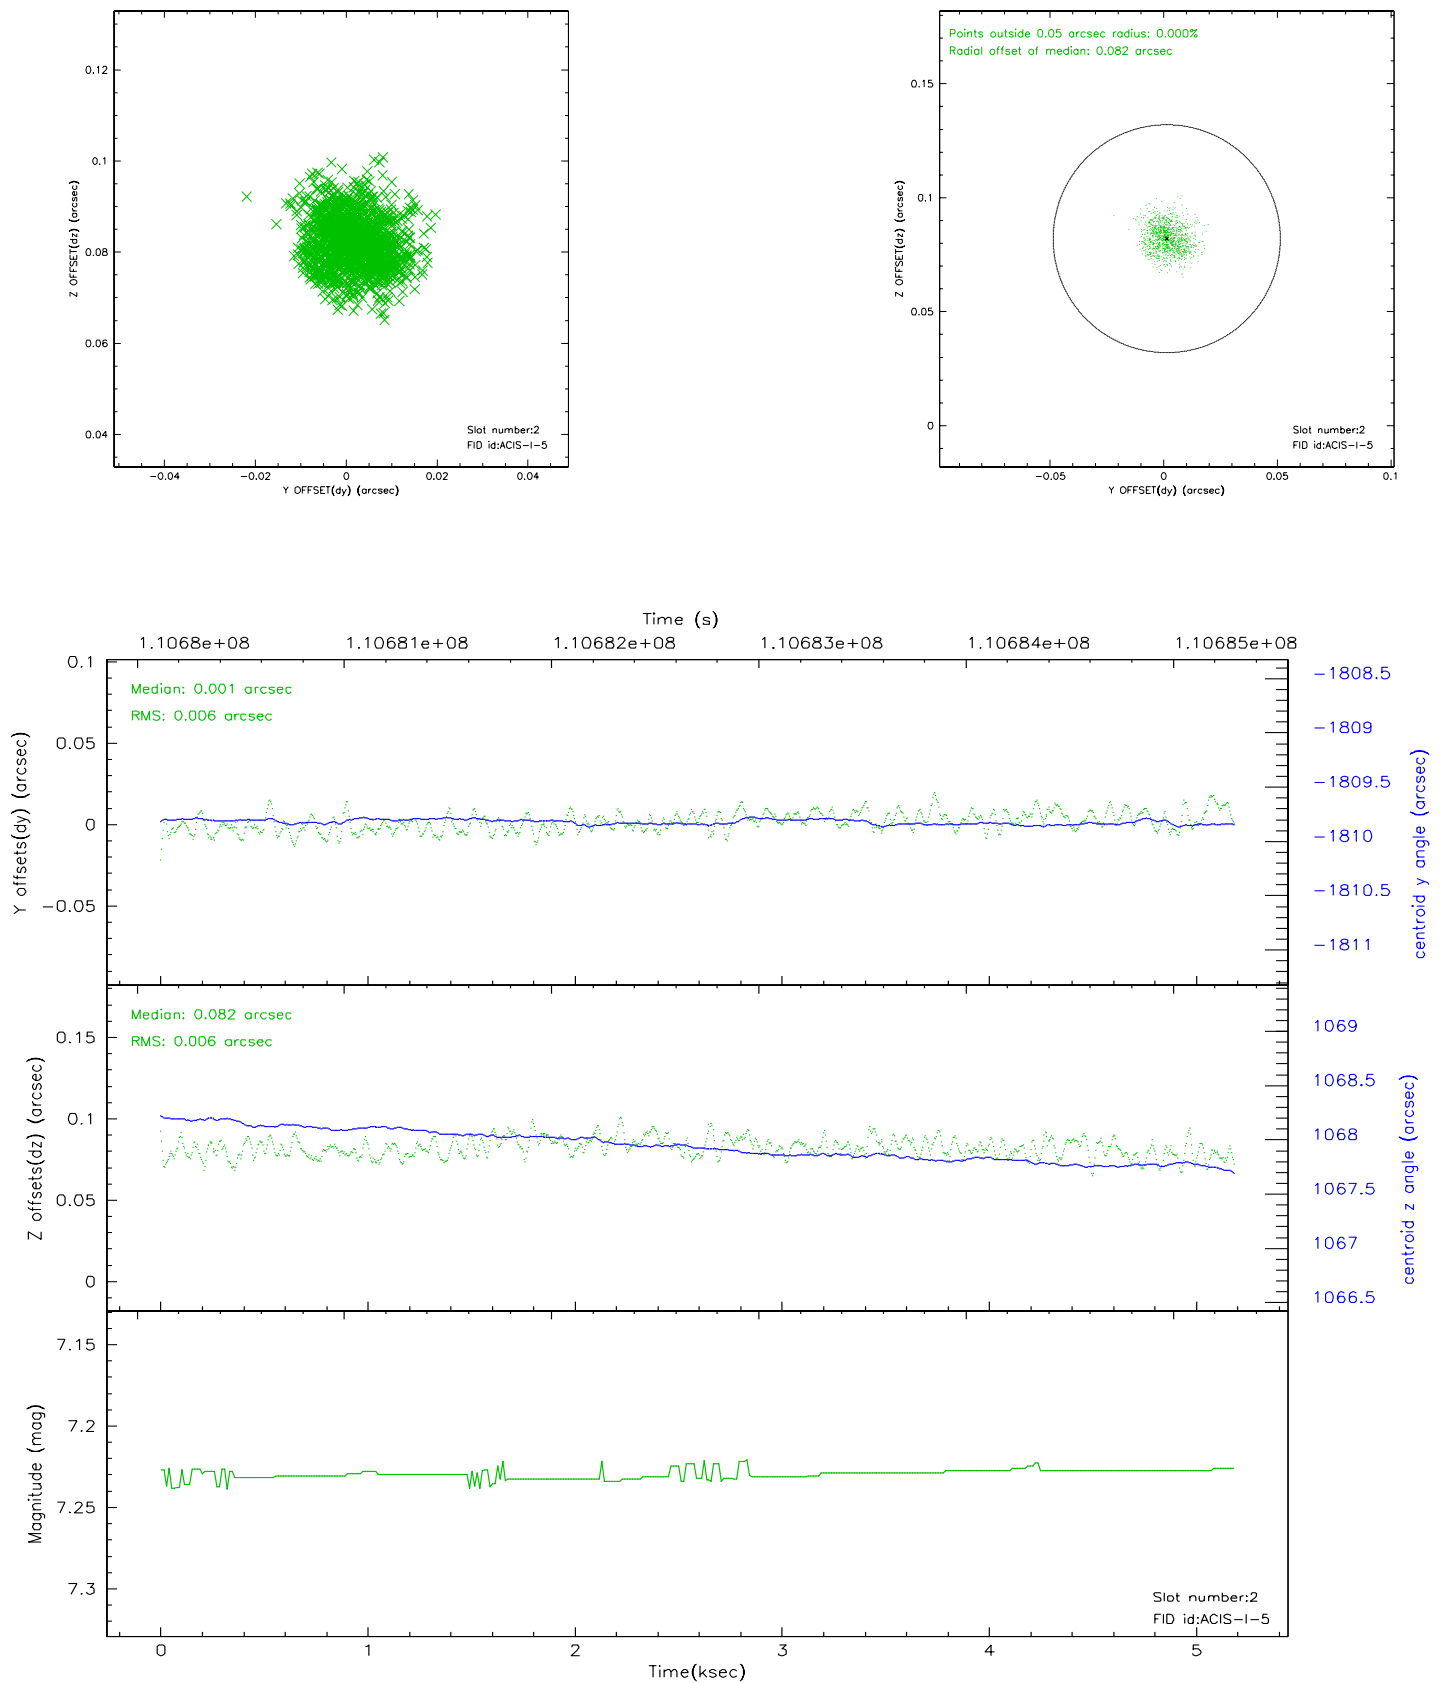 0.12
0.1
0.08
0.06
0.04
Z OFFSET(dz) (arcsec)
Slot number:2
FID id:ACIS-I-5
-0.04 -0.02 0 0.02 0.04
Y OFFSET(dy) (arcsec)
Points outside 0.05 arcsec radius: 0.000%
Radial offset of median: 0.082 arcsec
0.15
0.1
0.05
0
Z OFFSET(dz) (arcsec)
Slot number:2
FID id:ACIS-I-5
-0.05 0 0.05 0.1
Y OFFSET(dy) (arcsec)
Time (s)
1.1068e+08 1.10681e+08 1.10682e+08 1.10683e+08 1.10684e+08 1.10685e+08
Median: 0.001 arcsec
RMS: 0.006 arcsec
0.1
0.05
0
-0.05
Y offsets(dy) (arcsec)
-1808.5
-1809
-1809.5
-1810
-1810.5
-1811
centroid y angle (arcsec)
Median: 0.082 arcsec
RMS: 0.006 arcsec
0.15
0.1
0.05
0
Z offsets(dz) (arcsec)
1069
1068.5
1068
1067.5
1067
1066.5
centroid z angle (arcsec)
7.15
7.2
7.25
7.3
Magnitude (mag)
Slot number:2
FID id:ACIS-I-5
0 1 2 3 4 5
Time(ksec)